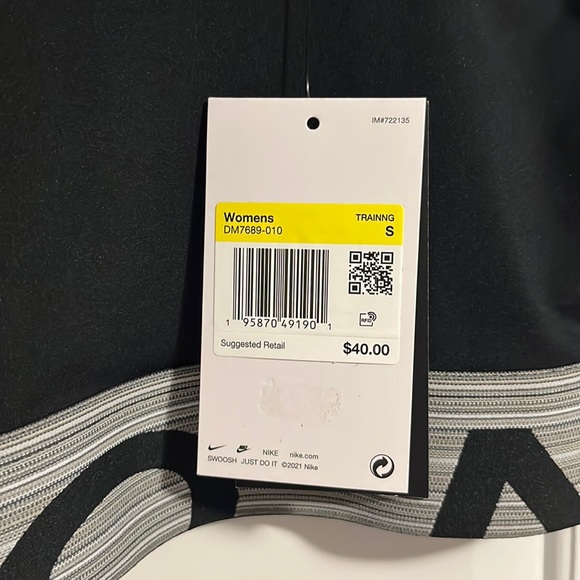 IM#722135
Womens TRAINNG
DM7689-010 S
1 95870 49190 1
RFID
Suggested Retail $40.00
NIKE nike.com
SWOOSH JUST DO IT ©2021 Nike